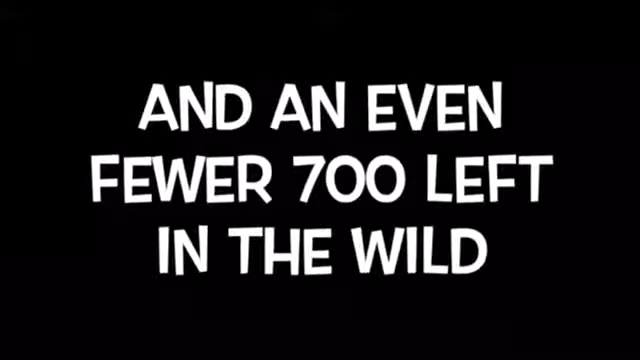 AND AN EVEN
FEWER 700 LEFT
IN THE WILD